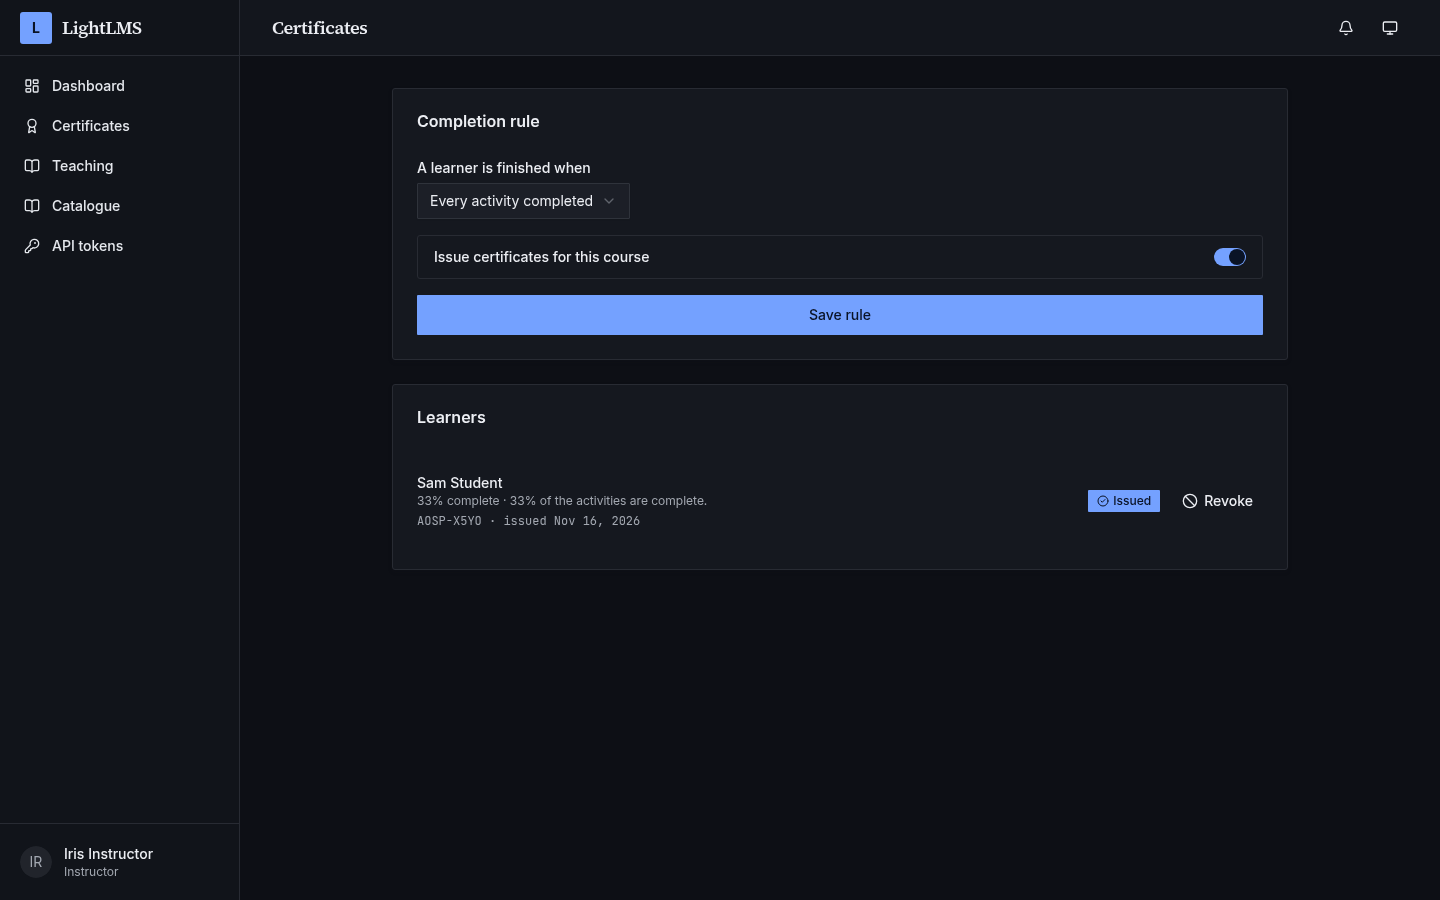 L LightLMS
Certificates
Dashboard
Certificates
Teaching
Catalogue
API tokens
Completion rule
A learner is finished when
Every activity completed
Issue certificates for this course
Save rule
Learners
Sam Student
33% complete · 33% of the activities are complete.
AOSP-X5YO · issued Nov 16, 2026
Issued
Revoke
IR
Iris Instructor
Instructor